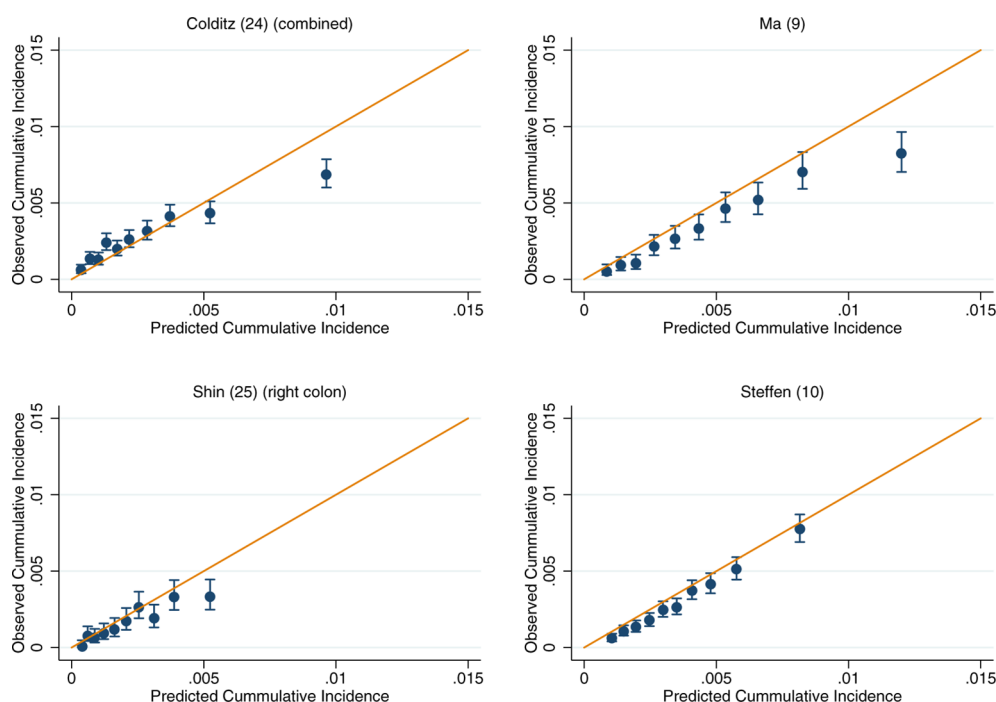 Colditz (24) (combined)
Observed Cummulative Incidence
.015
.01
.005
0
0 .005 .01 .015
Predicted Cummulative Incidence
Ma (9)
Observed Cummulative Incidence
.015
.01
.005
0
0 .005 .01 .015
Predicted Cummulative Incidence
Shin (25) (right colon)
Observed Cummulative Incidence
.015
.01
.005
0
0 .005 .01 .015
Predicted Cummulative Incidence
Steffen (10)
Observed Cummulative Incidence
.015
.01
.005
0
0 .005 .01 .015
Predicted Cummulative Incidence